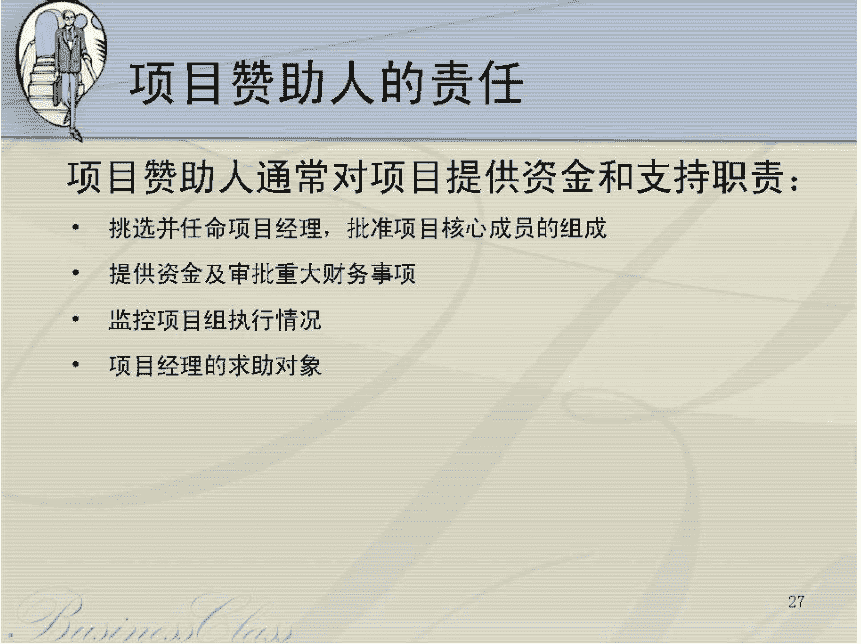 项目赞助人的责任
项目赞助人通常对项目提供资金和支持职责：
• 挑选并任命项目经理，批准项目核心成员的组成
• 提供资金及审批重大财务事项
• 监控项目组执行情况
• 项目经理的求助对象
27
BusinessClass